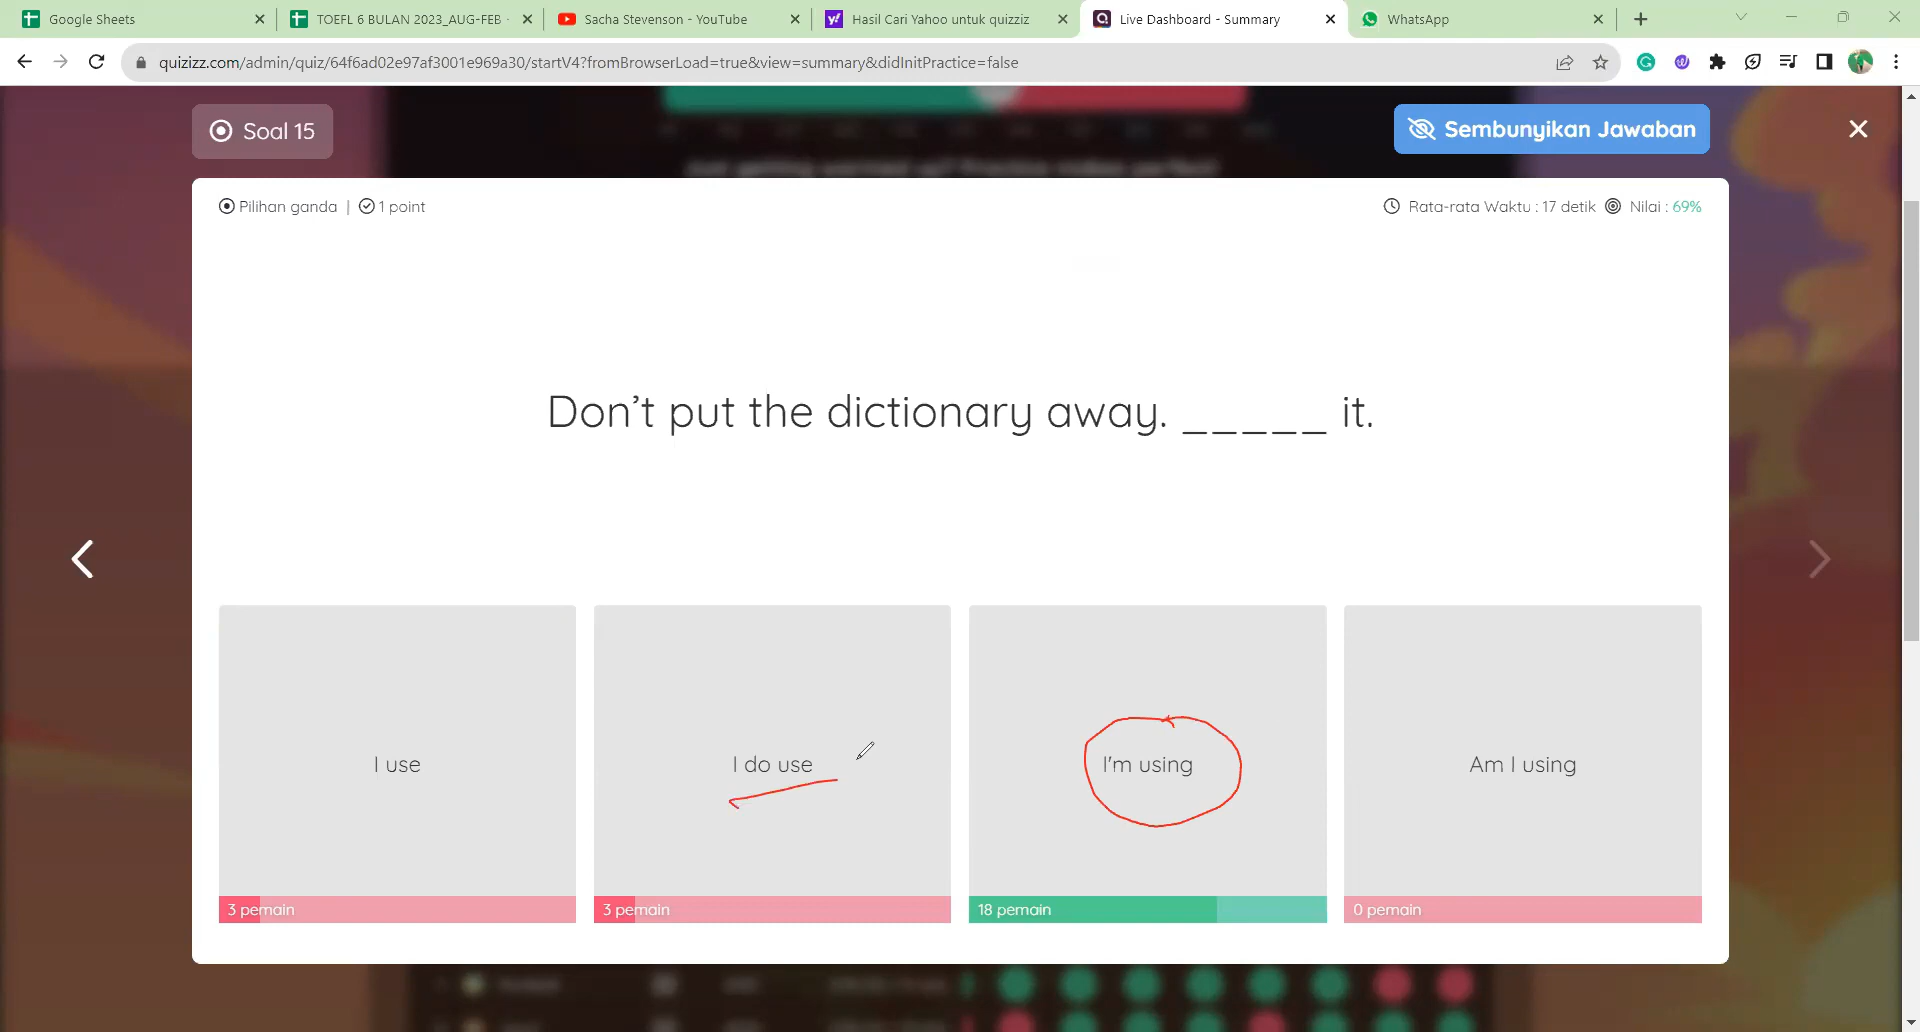 Google Sheets
TOEFL 6 BULAN 2023_AUG-FEB -
Sacha Stevenson - YouTube
Hasil Cari Yahoo untuk quizziz
Live Dashboard - Summary
WhatsApp
quizizz.com/admin/quiz/64f6ad02e97af3001e969a30/startV4?fromBrowserLoad=true&view=summary&didInitPractice=false
Soal 15
Sembunyikan Jawaban
Pilihan ganda | 1 point
Rata-rata Waktu : 17 detik Nilai : 69%
Don’t put the dictionary away. _____ it.
I use
I do use
I'm using
Am I using
3 pemain
3 pemain
18 pemain
0 pemain